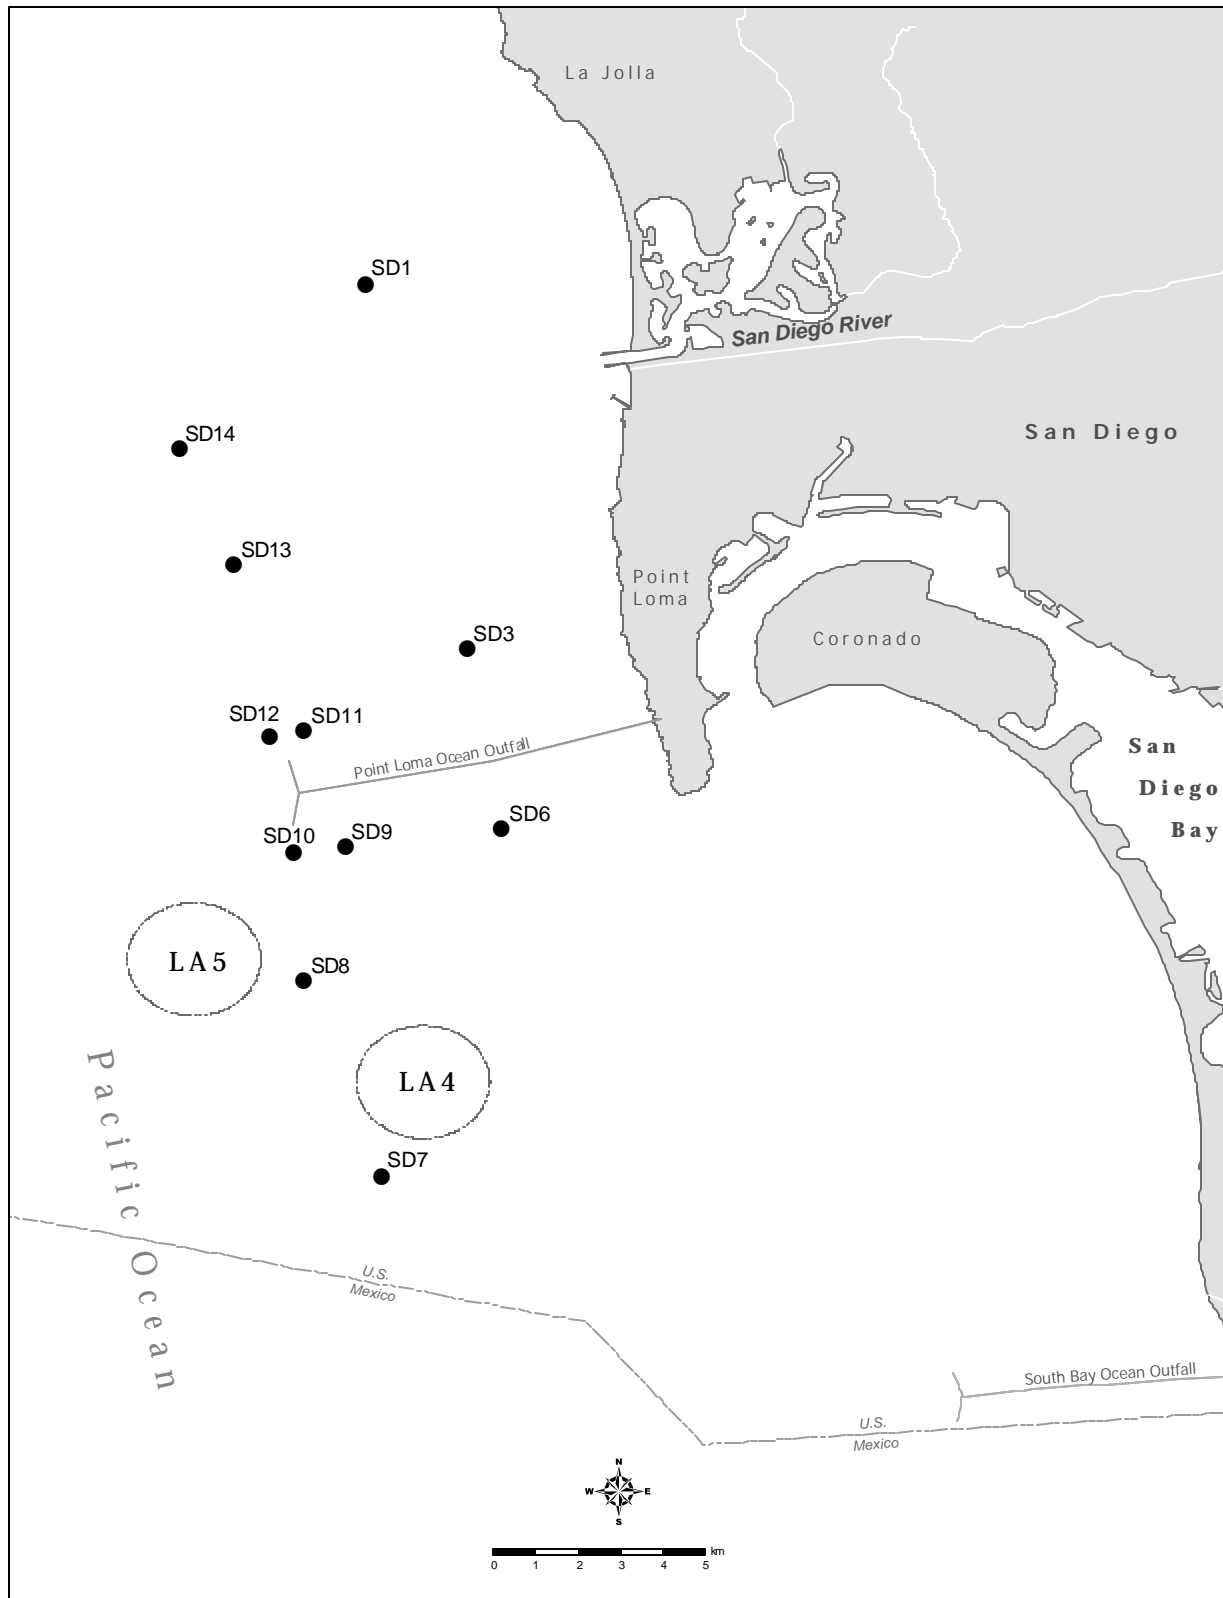 La Jolla
SD1
San Diego River
SD14
San Diego
SD13
Point
Loma
SD3
Coronado
SD12
SD11
Point Loma Ocean Outfall
San
Diego
Bay
SD6
SD10
SD9
LA5
SD8
Pacific Ocean
LA4
SD7
U.S.
Mexico
South Bay Ocean Outfall
U.S.
Mexico
N
W
E
S
km
0 1 2 3 4 5